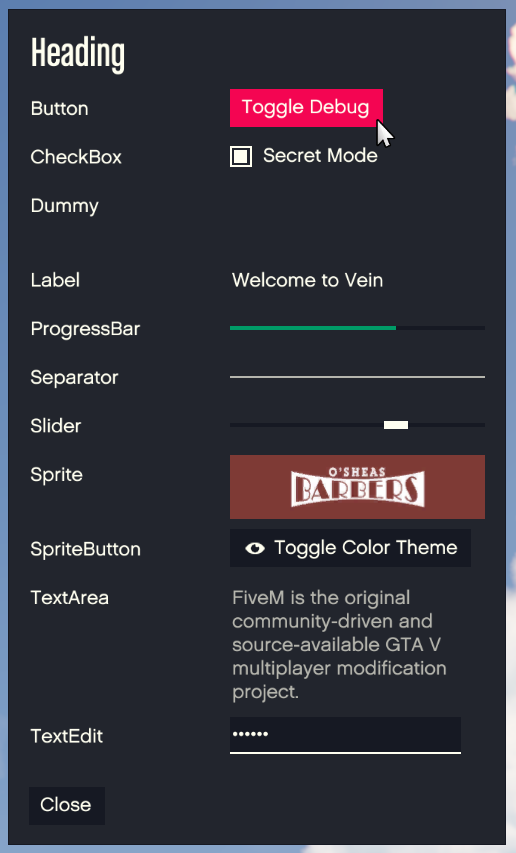 Heading
Button Toggle Debug
CheckBox Secret Mode
Dummy
Label Welcome to Vein
ProgressBar
Separator
Slider
Sprite O'SHEAS
BARBERS
SpriteButton Toggle Color Theme
TextArea FiveM is the original
community-driven and
source-available GTA V
multiplayer modification
project.
TextEdit ••••••
Close